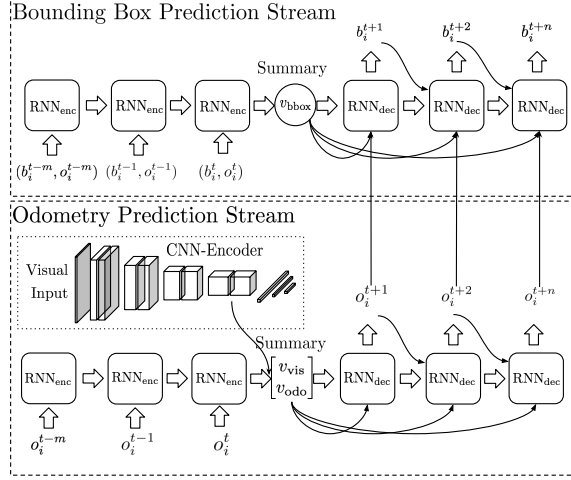 Bounding Box Prediction Stream
b_i^{t+1} b_i^{t+2} b_i^{t+n}
Summary
RNN_enc RNN_enc RNN_enc v_bbox RNN_dec RNN_dec RNN_dec
(b_i^{t-m}, o_i^{t-m}) (b_i^{t-1}, o_i^{t-1}) (b_i^t, o_i^t)
Odometry Prediction Stream
CNN-Encoder
Visual
Input
o_i^{t+1} o_i^{t+2} o_i^{t+n}
Summary
RNN_enc RNN_enc RNN_enc [v_vis v_odo] RNN_dec RNN_dec RNN_dec
o_i^{t-m} o_i^{t-1} o_i^t